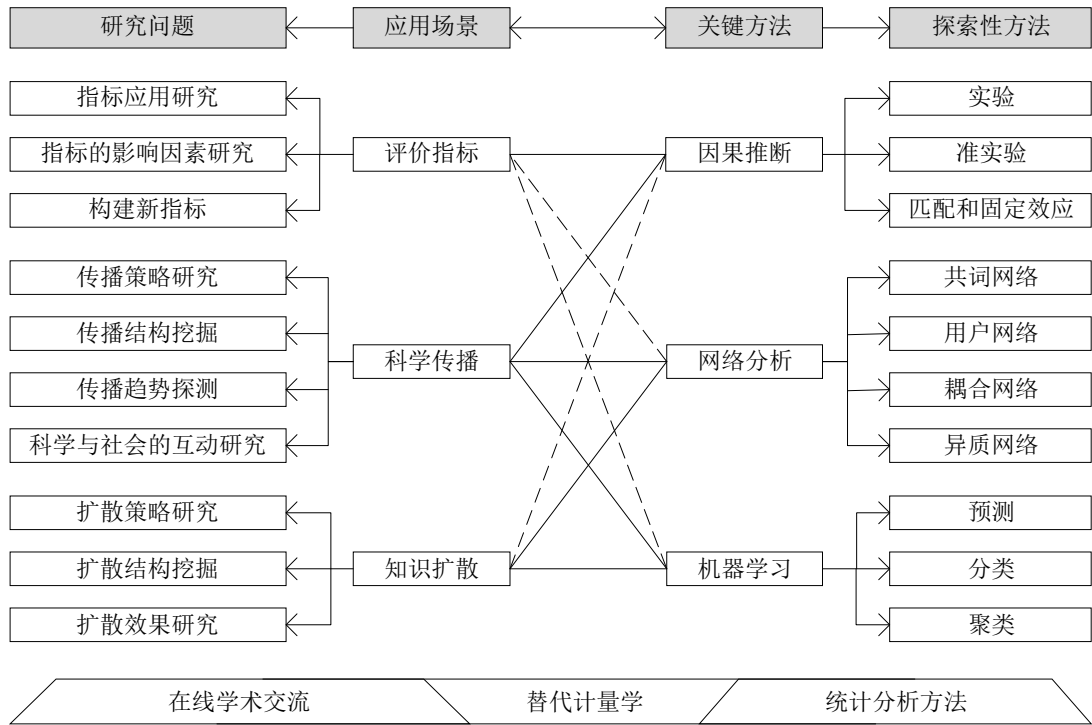 研究问题
应用场景
关键方法
探索性方法
指标应用研究
指标的影响因素研究
构建新指标
评价指标
因果推断
实验
准实验
匹配和固定效应
传播策略研究
传播结构挖掘
传播趋势探测
科学与社会的互动研究
科学传播
网络分析
共词网络
用户网络
耦合网络
异质网络
扩散策略研究
扩散结构挖掘
扩散效果研究
知识扩散
机器学习
预测
分类
聚类
在线学术交流
替代计量学
统计分析方法